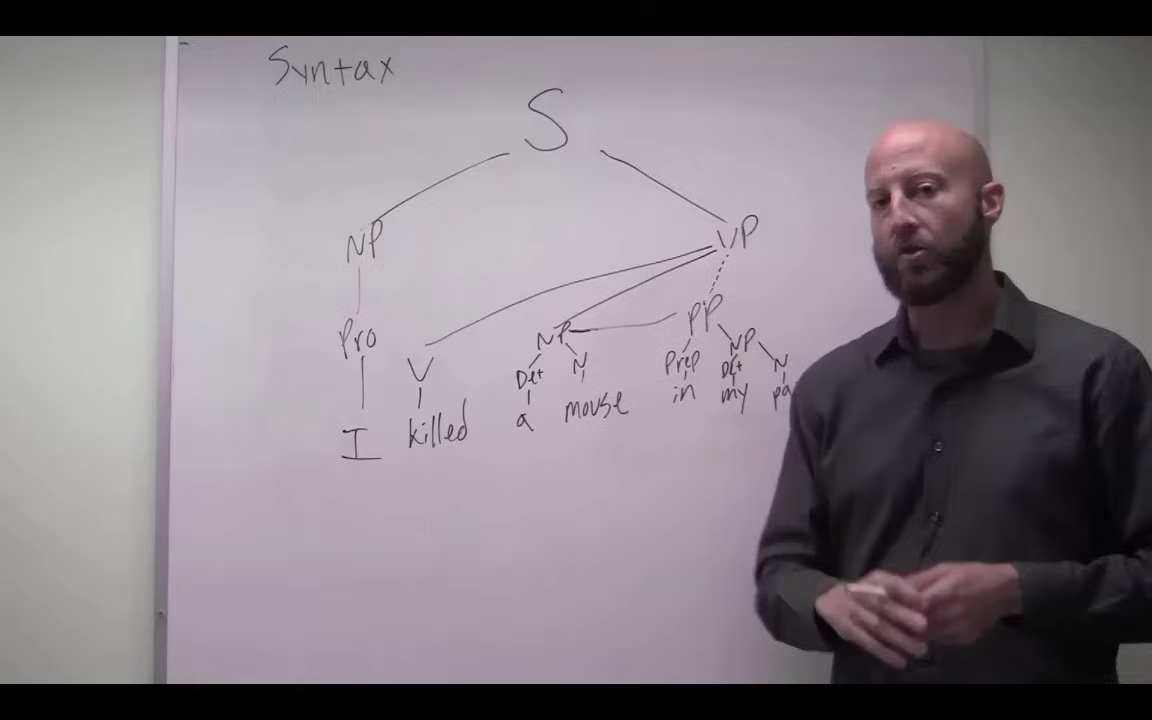 Syntax
S
NP VP
Pro V NP PP
Det N Prep NP
Det N
I killed a mouse in my